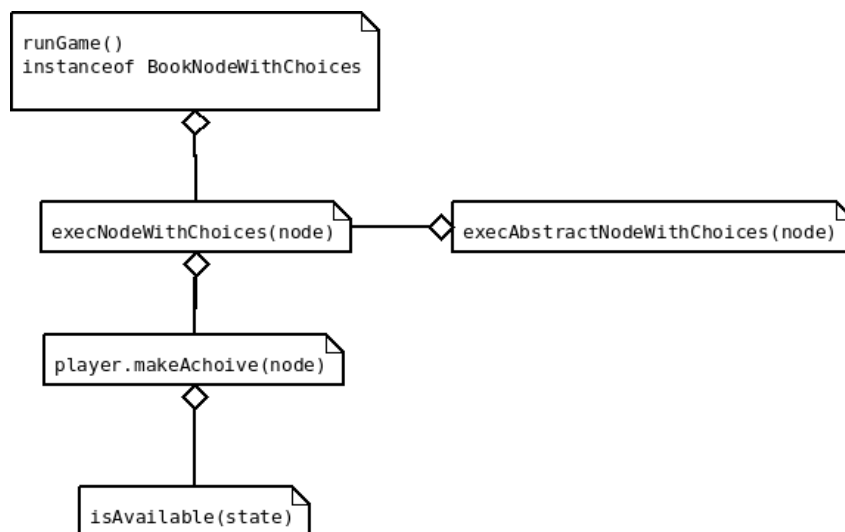 runGame()
instanceof BookNodeWithChoices
execNodeWithChoices(node)
execAbstractNodeWithChoices(node)
player.makeAchoive(node)
isAvailable(state)